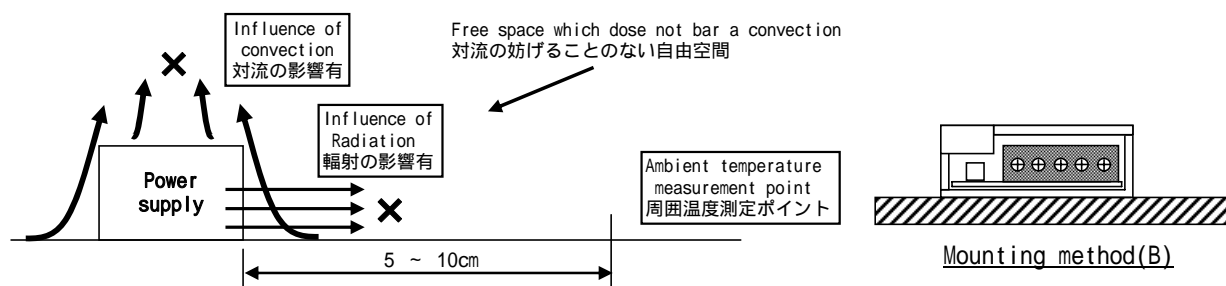 Influence of
convection
対流の影響有
Free space which dose not bar a convection
対流の妨げることのない自由空間
Influence of
Radiation
輻射の影響有
Power
supply
Ambient temperature
measurement point
周囲温度測定ポイント
5 ~ 10cm
Mounting method(B)